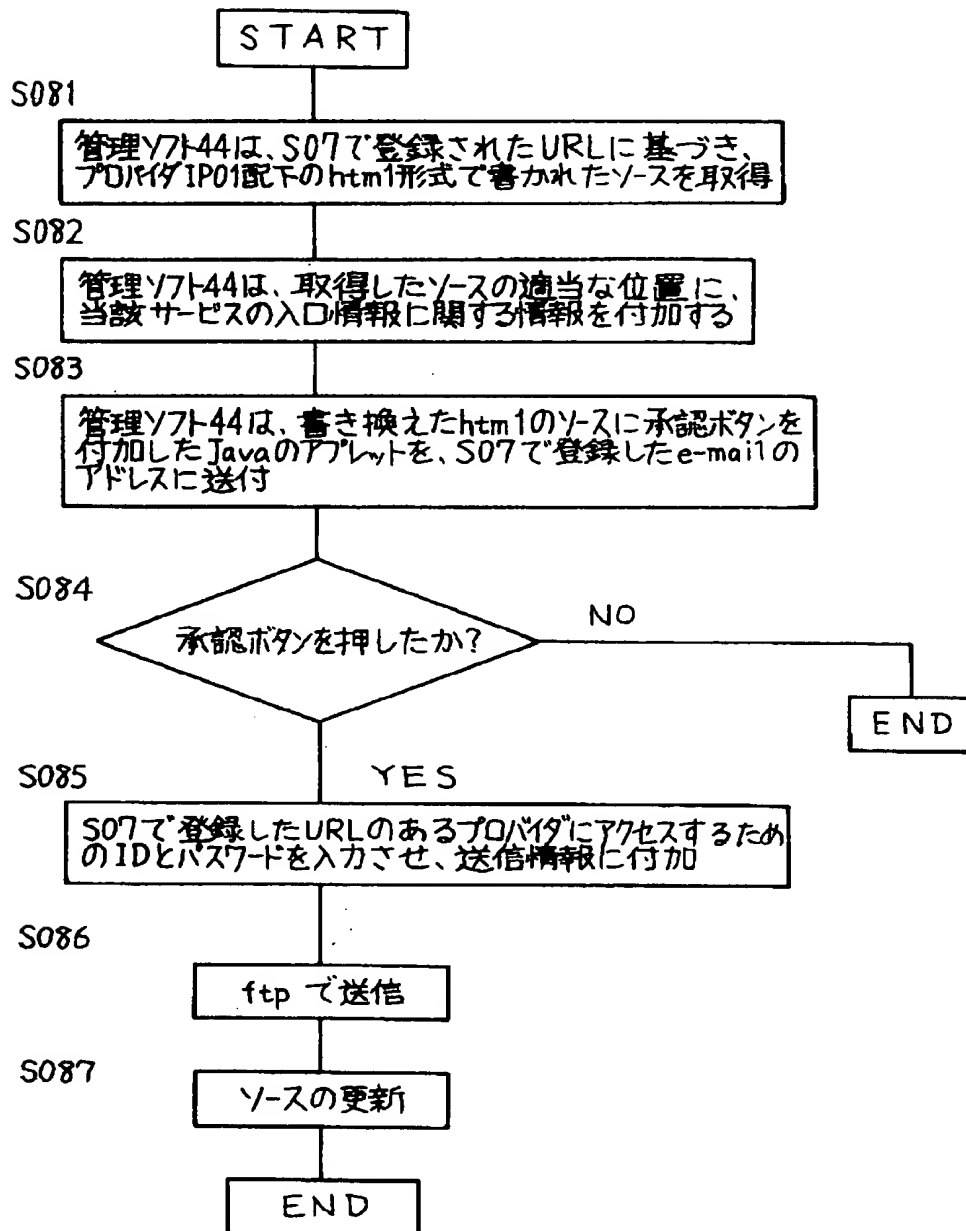 START
S081
管理ソフト44は、S07で登録されたURLに基づき、
プロバイダIP01配下のhtml形式で書かれたソースを取得
S082
管理ソフト44は、取得したソースの適当な位置に、
当該サービスの入口情報に関する情報を付加する
S083
管理ソフト44は、書き換えたhtmlのソースに承認ボタンを
付加したJavaのアプレットを、S07で登録したe-mailの
アドレスに送付
S084
承認ボタンを押したか?
NO
END
YES
S085
S07で登録したURLのあるプロバイダにアクセスするため
のIDとパスワードを入力させ、送信情報に付加
S086
ftpで送信
S087
ソースの更新
END